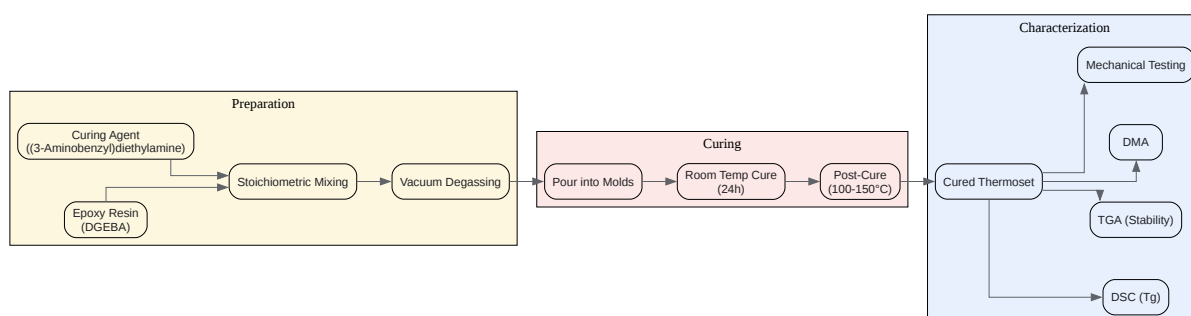 Preparation
Curing Agent
((3-Aminobenzyl)diethylamine)
Epoxy Resin
(DGEBA)
Stoichiometric Mixing
Vacuum Degassing
Curing
Pour into Molds
Room Temp Cure
(24h)
Post-Cure
(100-150°C)
Characterization
Cured Thermoset
Mechanical Testing
DMA
TGA (Stability)
DSC (Tg)